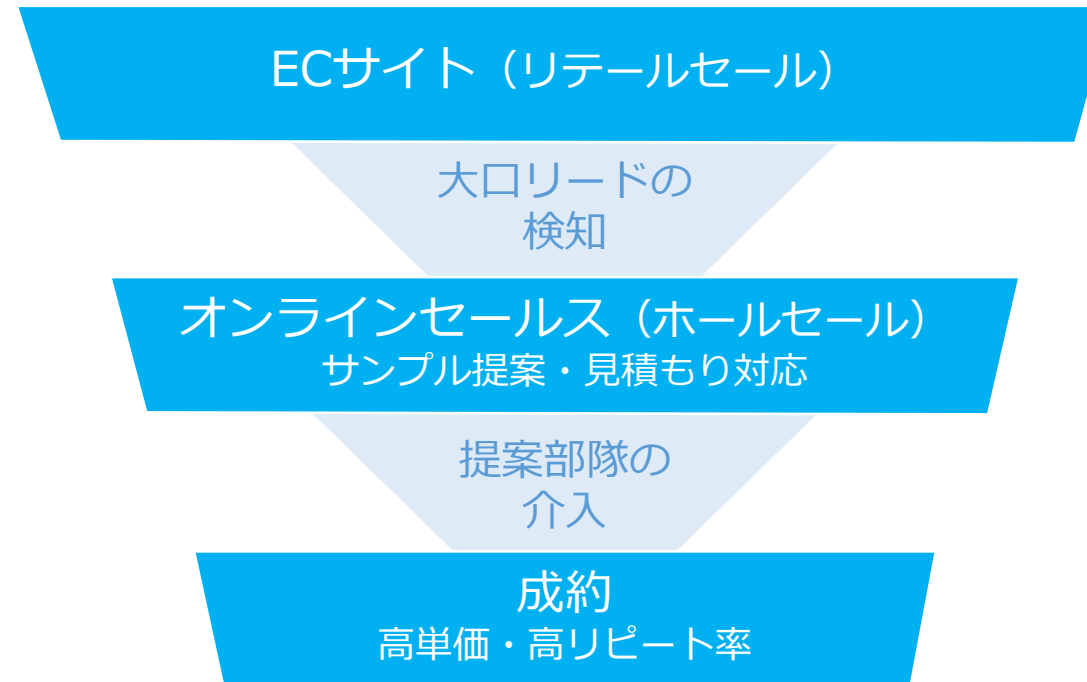 ECサイト（リテールセール）
大口リードの
検知
オンラインセールス（ホールセール）
サンプル提案・見積もり対応
提案部隊の
介入
成約
高単価・高リピート率